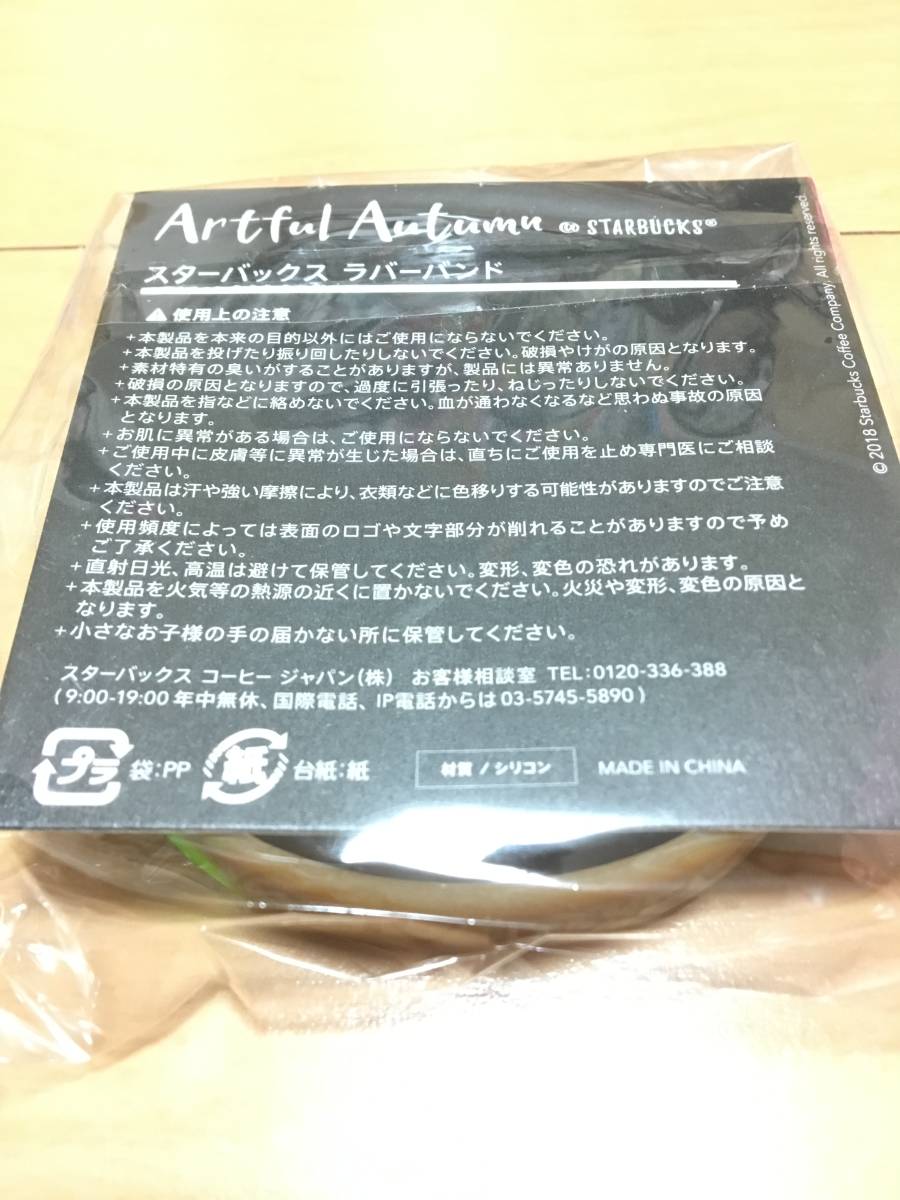 Artful Autumn @ STARBUCKS®
スターバックス ラバーバンド
⚠使用上の注意
+本製品を本来の目的以外にはご使用にならないでください。
+本製品を投げたり振り回したりしないでください。破損やけがの原因となります。
+素材特有の臭いがすることがありますが、製品には異常ありません。
+破損の原因となりますので、過度に引張ったり、ねじったりしないでください。
+本製品を指などに絡めないでください。血が通わなくなるなど思わぬ事故の原因
となります。
+お肌に異常がある場合は、ご使用にならないでください。
+ご使用中に皮膚等に異常が生じた場合は、直ちにご使用を止め専門医にご相談
ください。
+本製品は汗や強い摩擦により、衣類などに色移りする可能性がありますのでご注意
ください。
+使用頻度によっては表面のロゴや文字部分が削れることがありますので予め
ご了承ください。
+直射日光、高温は避けて保管してください。変形、変色の恐れがあります。
+本製品を火気等の熱源の近くに置かないでください。火災や変形、変色の原因と
なります。
+小さなお子様の手の届かない所に保管してください。
スターバックス コーヒー ジャパン(株) お客様相談室 TEL:0120-336-388
(9:00-19:00 年中無休、国際電話、IP電話からは 03-5745-5890)
プラ 袋:PP 紙 台紙:紙 材質 / シリコン MADE IN CHINA
© 2018 Starbucks Coffee Company. All rights reserved.